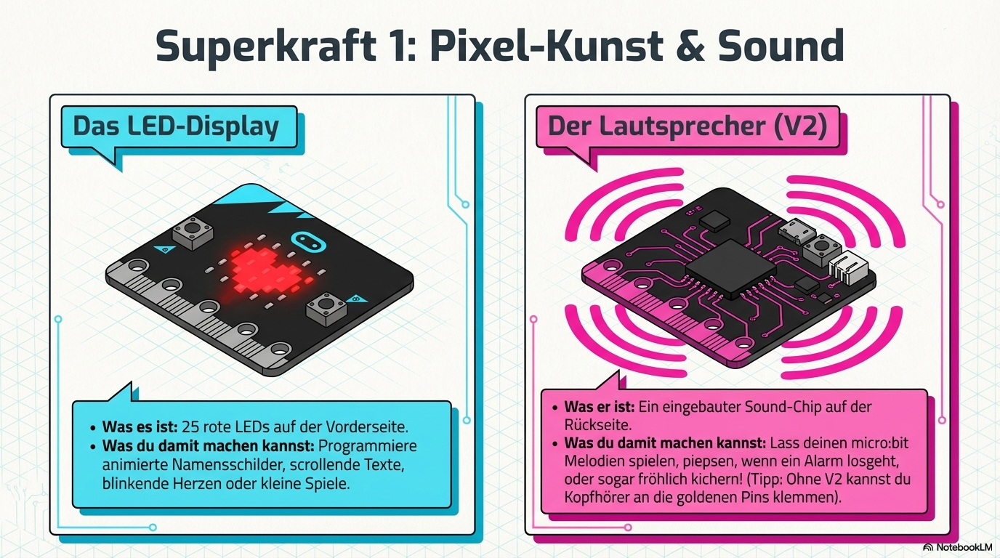 Superkraft 1: Pixel-Kunst & Sound
Das LED-Display
• Was es ist: 25 rote LEDs auf der Vorderseite.
• Was du damit machen kannst: Programmiere
animierte Namensschilder, scrollende Texte,
blinkende Herzen oder kleine Spiele.
Der Lautsprecher (V2)
• Was er ist: Ein eingebauter Sound-Chip auf der
Rückseite.
• Was du damit machen kannst: Lass deinen micro:bit
Melodien spielen, piepsen, wenn ein Alarm losgeht,
oder sogar fröhlich kichern! (Tipp: Ohne V2 kannst du
Kopfhörer an die goldenen Pins klemmen).
NotebookLM